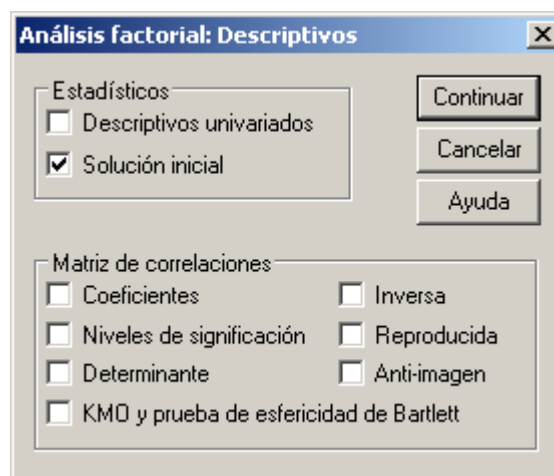 Análisis factorial: Descriptivos
Estadísticos
Descriptivos univariados
Solución inicial
Continuar
Cancelar
Ayuda
Matriz de correlaciones
Coeficientes
Inversa
Niveles de significación
Reproducida
Determinante
Anti-imagen
KMO y prueba de esfericidad de Bartlett